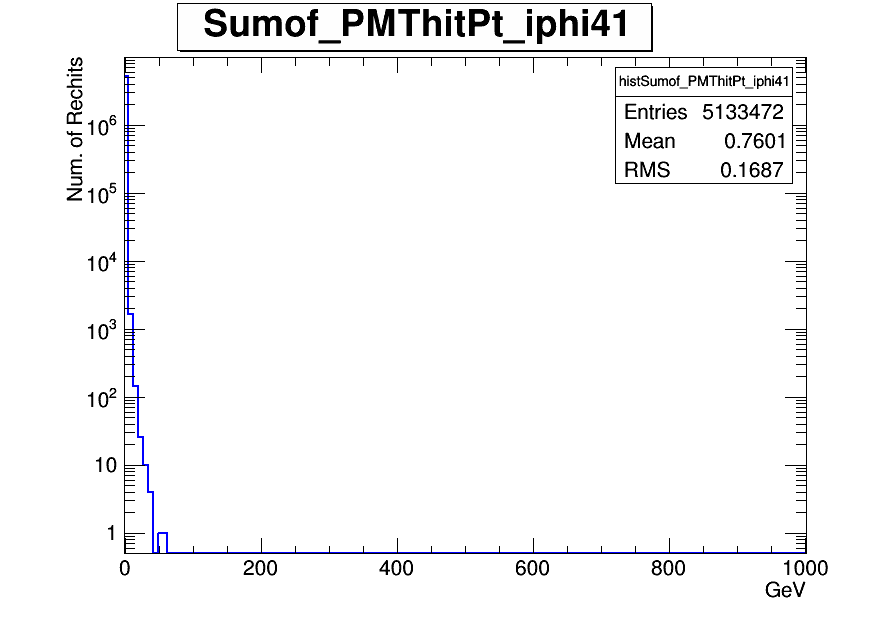 Sumof_PMThitPt_iphi41
histSumof_PMThitPt_iphi41
Entries 5133472
Mean 0.7601
RMS 0.1687
Num. of Rechits
10^6
10^5
10^4
10^3
10^2
10
1
0 200 400 600 800 1000
GeV